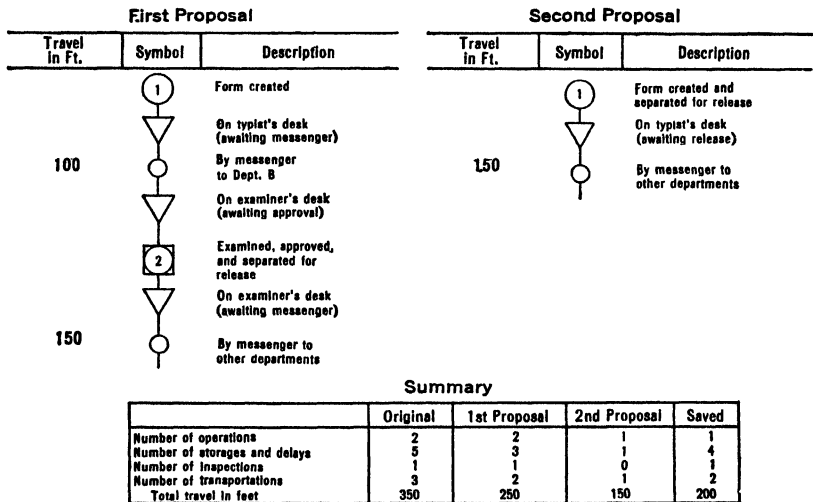 First Proposal
Travel in Ft. Symbol Description
1 Form created
On typist's desk
(awaiting messenger)
100 By messenger
to Dept. B
On examiner's desk
(awaiting approval)
2 Examined, approved,
and separated for
release
On examiner's desk
(awaiting messenger)
150 By messenger to
other departments
Second Proposal
Travel in Ft. Symbol Description
1 Form created and
separated for release
On typist's desk
(awaiting release)
150 By messenger to
other departments
Summary
Original 1st Proposal 2nd Proposal Saved
Number of operations 2 2 1 1
Number of storages and delays 5 3 1 4
Number of inspections 1 1 0 1
Number of transportations 3 2 1 2
Total travel in feet 350 250 150 200